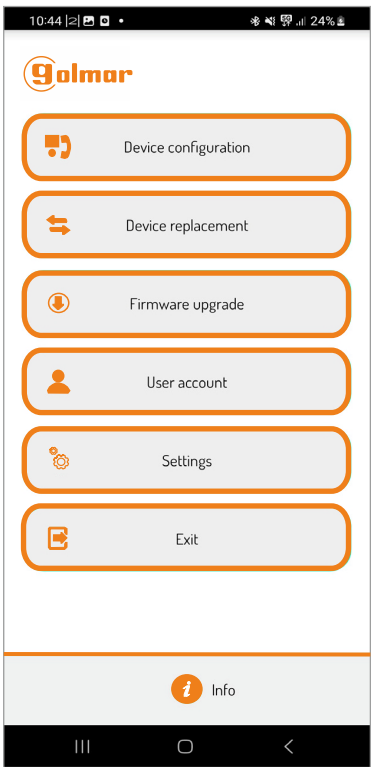 10:44
24%
golmar
Device configuration
Device replacement
Firmware upgrade
User account
Settings
Exit
i Info